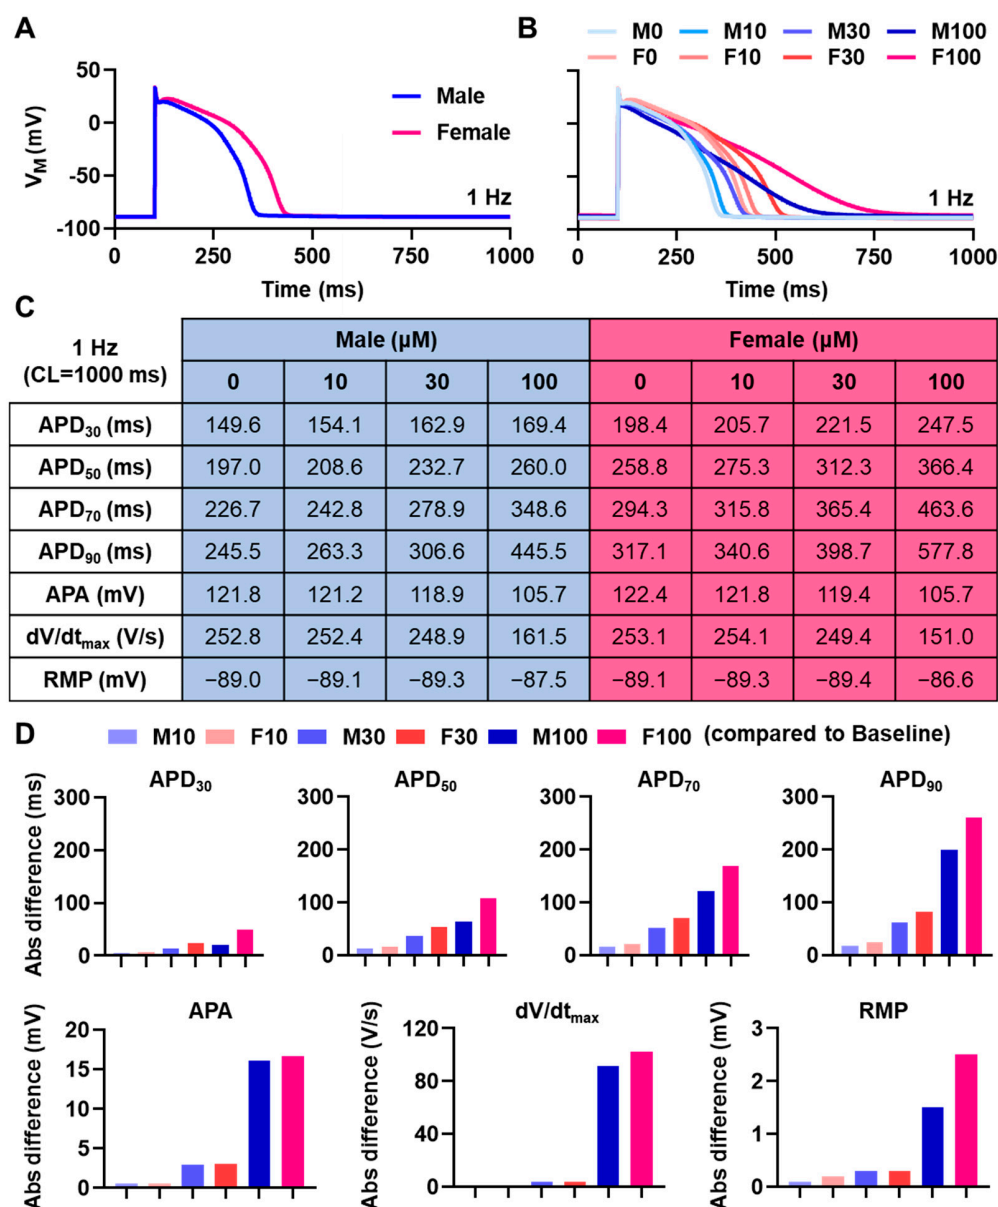 A
B
M0 M10 M30 M100
F0 F10 F30 F100
50
0
-50
-100
V_M (mV)
Male
Female
1 Hz
0 250 500 750 1000
Time (ms)
1 Hz
0 250 500 750 1000
Time (ms)
C
1 Hz
(CL=1000 ms)
Male (µM) Female (µM)
0 10 30 100 0 10 30 100
APD₃₀ (ms) 149.6 154.1 162.9 169.4 198.4 205.7 221.5 247.5
APD₅₀ (ms) 197.0 208.6 232.7 260.0 258.8 275.3 312.3 366.4
APD₇₀ (ms) 226.7 242.8 278.9 348.6 294.3 315.8 365.4 463.6
APD₉₀ (ms) 245.5 263.3 306.6 445.5 317.1 340.6 398.7 577.8
APA (mV) 121.8 121.2 118.9 105.7 122.4 121.8 119.4 105.7
dV/dt_max (V/s) 252.8 252.4 248.9 161.5 253.1 254.1 249.4 151.0
RMP (mV) −89.0 −89.1 −89.3 −87.5 −89.1 −89.3 −89.4 −86.6
D
M10 F10 M30 F30 M100 F100 (compared to Baseline)
APD₃₀
Abs difference (ms)
300
200
100
0
APD₅₀
300
200
100
0
APD₇₀
300
200
100
0
APD₉₀
300
200
100
0
APA
Abs difference (mV)
20
15
10
5
0
dV/dt_max
Abs difference (V/s)
120
80
40
0
RMP
Abs difference (mV)
3
2
1
0